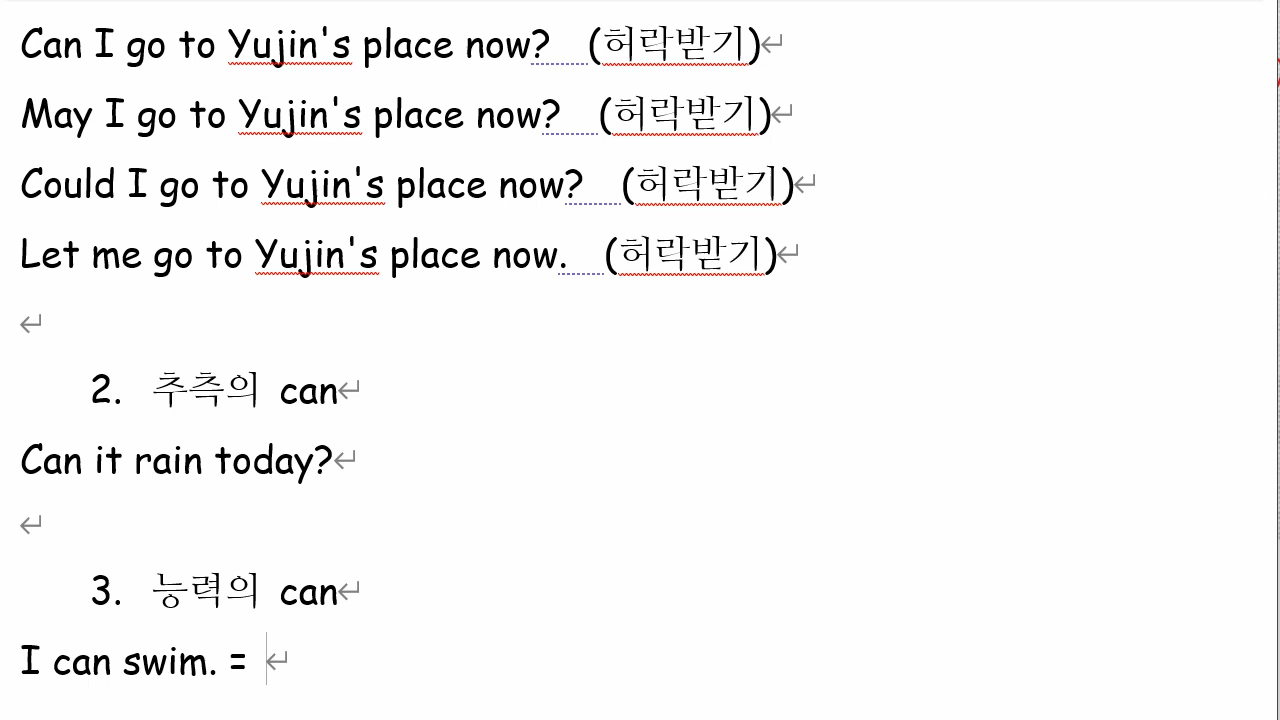 Can I go to Yujin's place now? (허락받기)
May I go to Yujin's place now? (허락받기)
Could I go to Yujin's place now? (허락받기)
Let me go to Yujin's place now. (허락받기)
2. 추측의 can
Can it rain today?
3. 능력의 can
I can swim. =